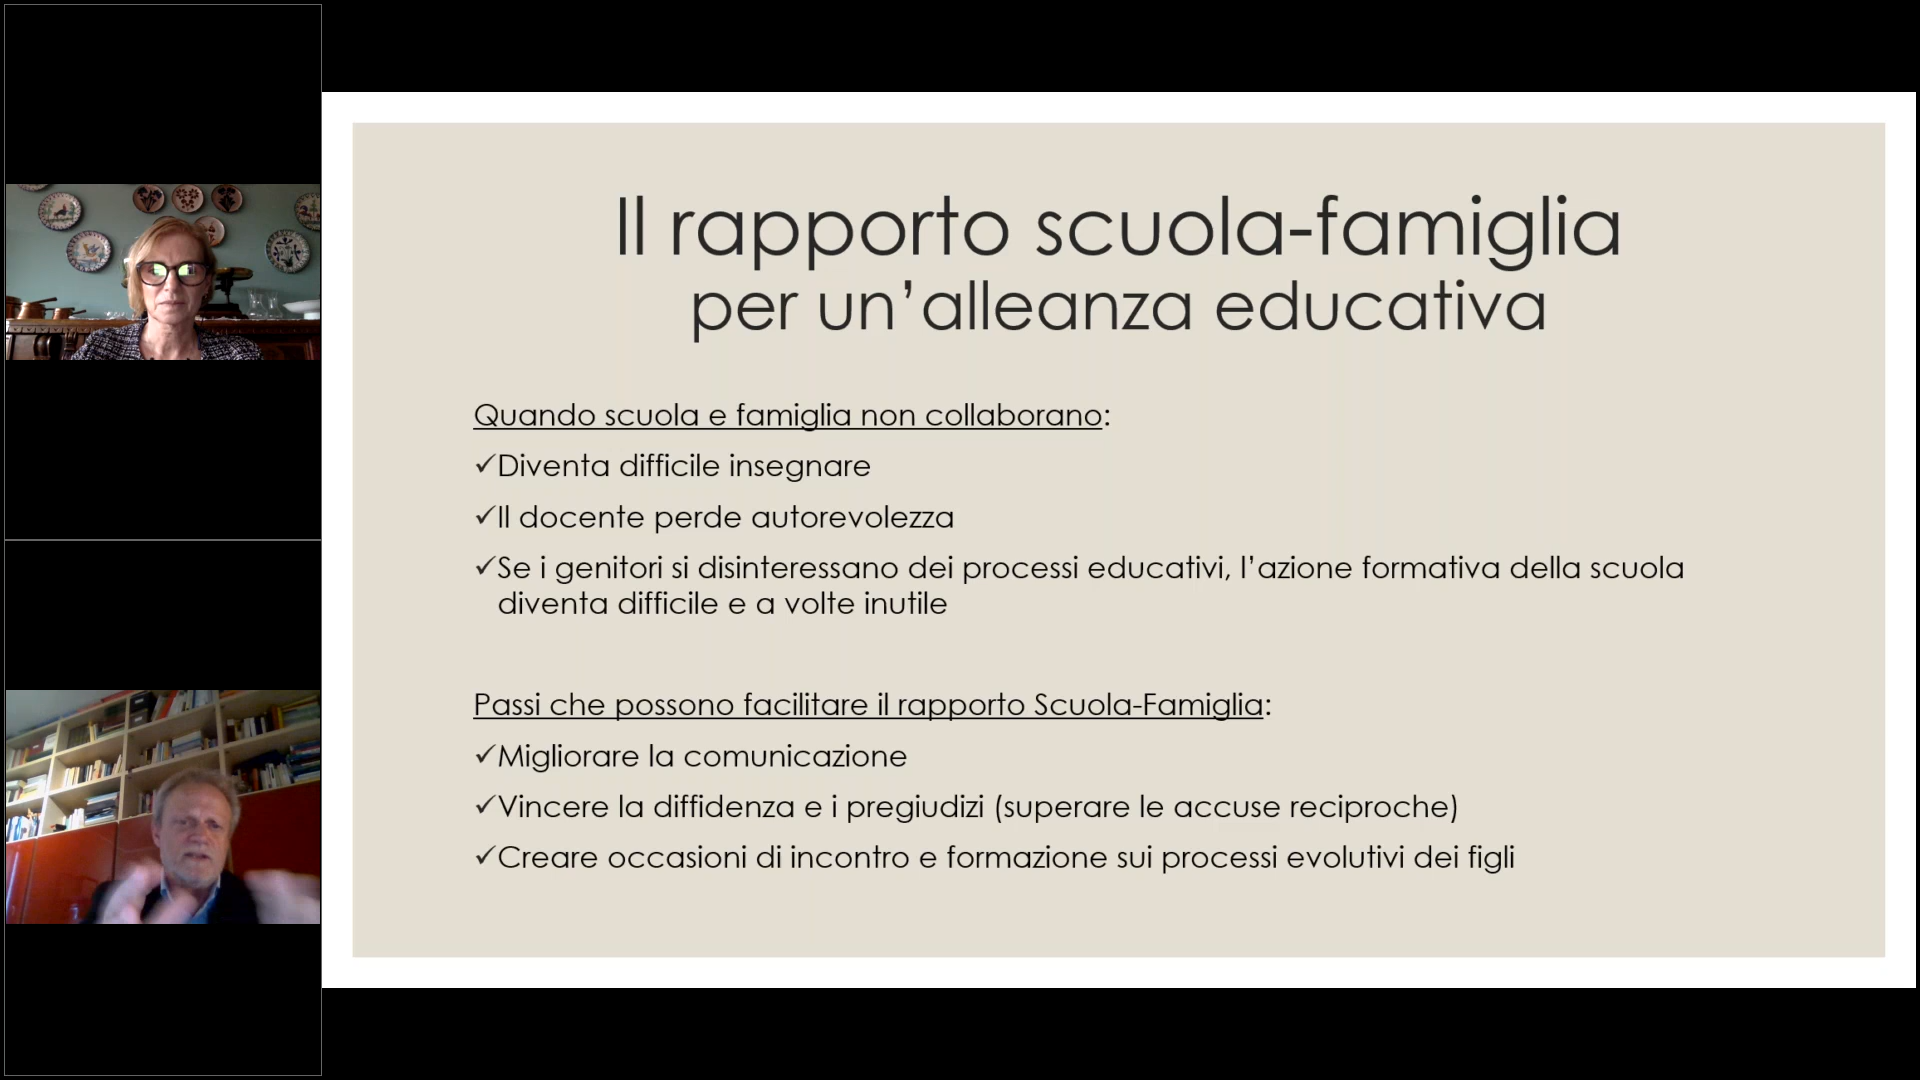 Il rapporto scuola-famiglia
per un’alleanza educativa
Quando scuola e famiglia non collaborano:
✓Diventa difficile insegnare
✓Il docente perde autorevolezza
✓Se i genitori si disinteressano dei processi educativi, l’azione formativa della scuola
diventa difficile e a volte inutile
Passi che possono facilitare il rapporto Scuola-Famiglia:
✓Migliorare la comunicazione
✓Vincere la diffidenza e i pregiudizi (superare le accuse reciproche)
✓Creare occasioni di incontro e formazione sui processi evolutivi dei figli